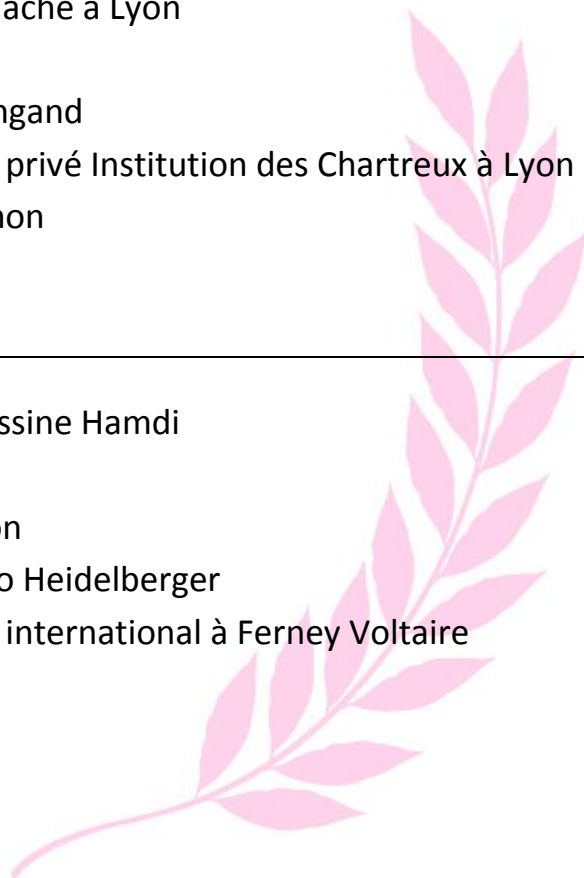 ache à Lyon
ngand
privé Institution des Chartreux à Lyon
non
ssine Hamdi
on
o Heidelberger
international à Ferney Voltaire